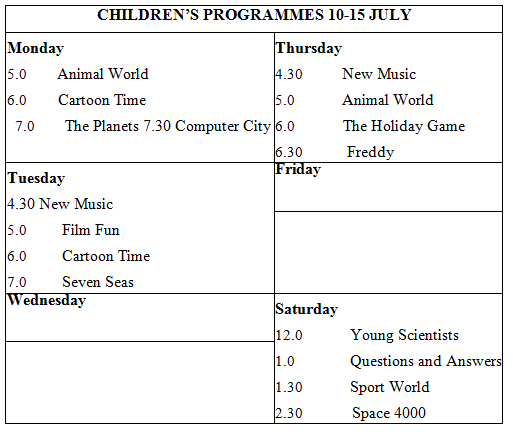 CHILDREN’S PROGRAMMES 10-15 JULY
Monday
5.0 Animal World
6.0 Cartoon Time
7.0 The Planets 7.30 Computer City
Tuesday
4.30 New Music
5.0 Film Fun
6.0 Cartoon Time
7.0 Seven Seas
Wednesday
Thursday
4.30 New Music
5.0 Animal World
6.0 The Holiday Game
6.30 Freddy
Friday
Saturday
12.0 Young Scientists
1.0 Questions and Answers
1.30 Sport World
2.30 Space 4000